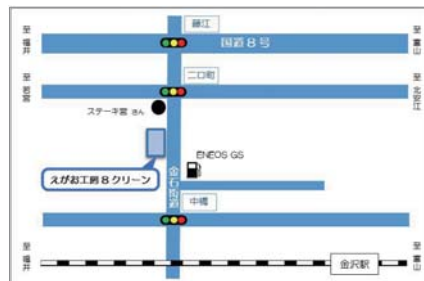 藤江
至福井
国道8号
至富山
二口町
至若宮
至北安江
ステーキ宮 さん
ENEOS GS
えがお工房8クリーン
金石街道
中橋
至福井
金沢駅
至富山